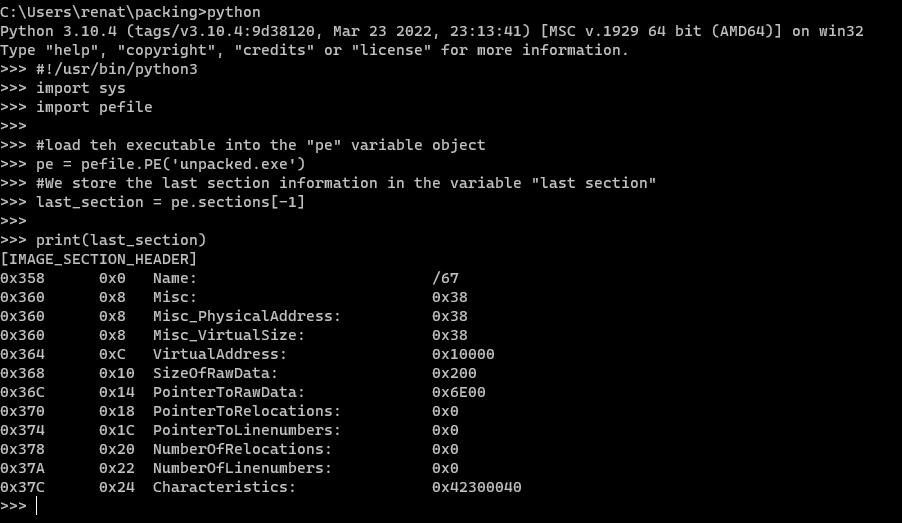 C:\Users\renat\packing>python
Python 3.10.4 (tags/v3.10.4:9d38120, Mar 23 2022, 23:13:41) [MSC v.1929 64 bit (AMD64)] on win32
Type "help", "copyright", "credits" or "license" for more information.
>>> #!/usr/bin/python3
>>> import sys
>>> import pefile
>>>
>>> #load teh executable into the "pe" variable object
>>> pe = pefile.PE('unpacked.exe')
>>> #We store the last section information in the variable "last section"
>>> last_section = pe.sections[-1]
>>>
>>> print(last_section)
[IMAGE_SECTION_HEADER]
0x358      0x0   Name:                          /67
0x360      0x8   Misc:                          0x38
0x360      0x8   Misc_PhysicalAddress:          0x38
0x360      0x8   Misc_VirtualSize:              0x38
0x364      0xC   VirtualAddress:                0x10000
0x368      0x10  SizeOfRawData:                 0x200
0x36C      0x14  PointerToRawData:              0x6E00
0x370      0x18  PointerToRelocations:          0x0
0x374      0x1C  PointerToLinenumbers:          0x0
0x378      0x20  NumberOfRelocations:           0x0
0x37A      0x22  NumberOfLinenumbers:           0x0
0x37C      0x24  Characteristics:               0x42300040
>>>